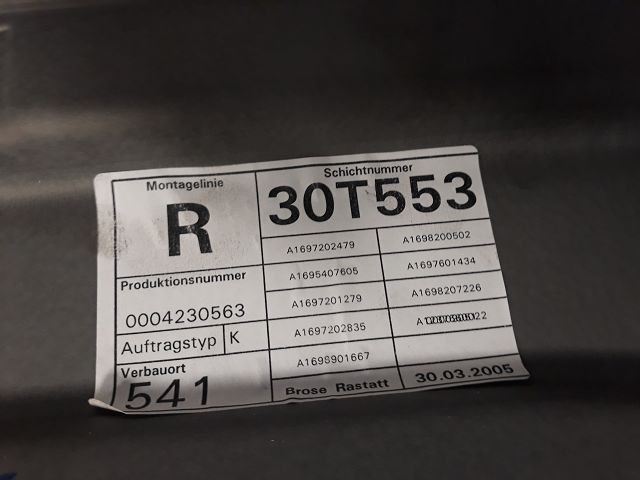 Montagelinie
R
Schichtnummer
30T553
Produktionsnummer
0004230563
Auftragstyp K
Verbauort
541
A1697202479
A1695407605
A1697201279
A1697202835
A1698901667
A1698200502
A1697601434
A1698207226
Brose Rastatt
30.03.2005